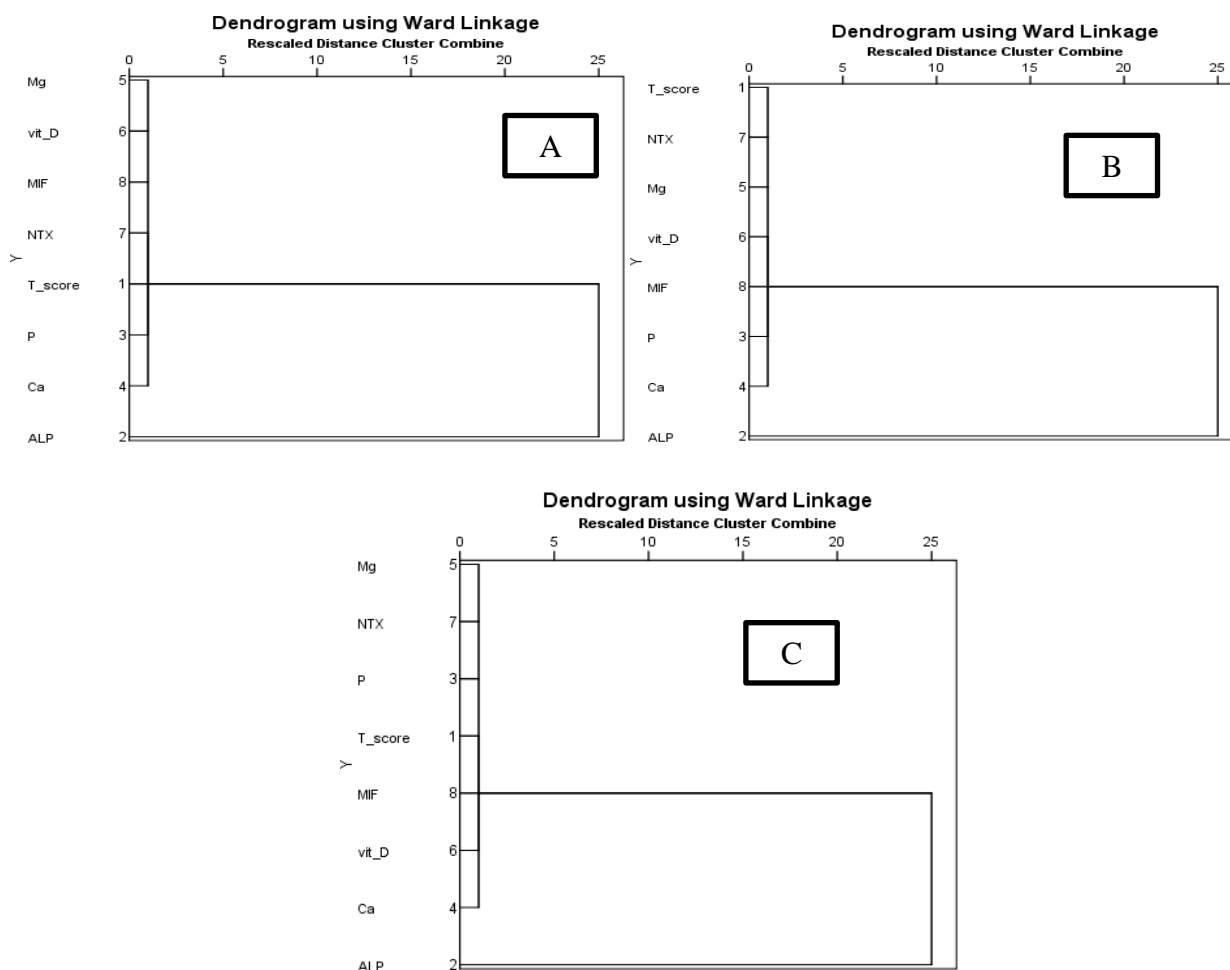 Dendrogram using Ward Linkage
Rescaled Distance Cluster Combine
0 5 10 15 20 25
Mg 5
vit_D 6
MIF 8
NTX 7
Y
T_score 1
P 3
Ca 4
ALP 2
A
Dendrogram using Ward Linkage
Rescaled Distance Cluster Combine
0 5 10 15 20 25
T_score 1
NTX 7
Mg 5
vit_D 6
Y
MIF 8
P 3
Ca 4
ALP 2
B
Dendrogram using Ward Linkage
Rescaled Distance Cluster Combine
0 5 10 15 20 25
Mg 5
NTX 7
P 3
T_score 1
Y
MIF 8
vit_D 6
Ca 4
ALP 2
C